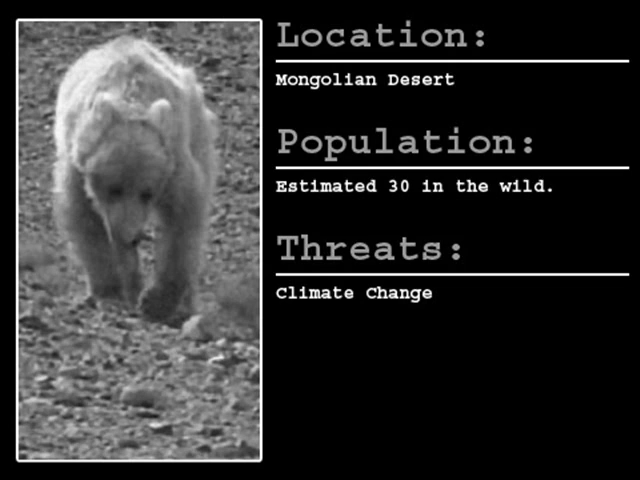 Location:
Mongolian Desert
Population:
Estimated 30 in the wild.
Threats:
Climate Change